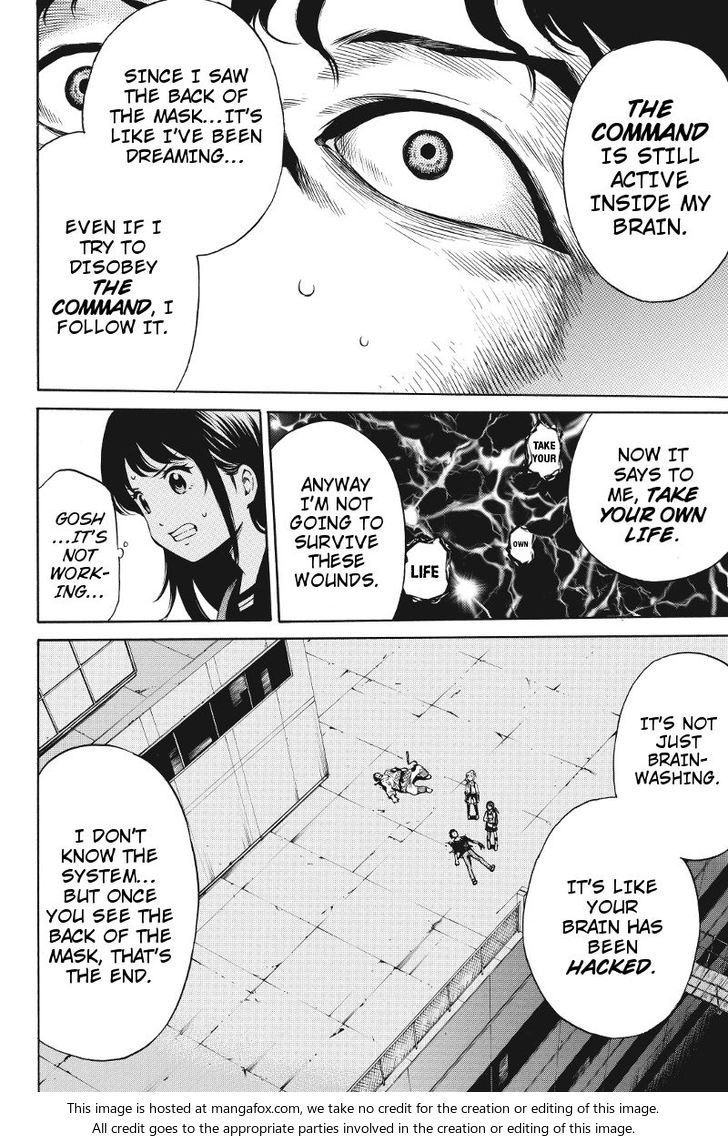 THE
COMMAND
IS STILL
ACTIVE
INSIDE MY
BRAIN.
SINCE I SAW
THE BACK OF
THE MASK...IT'S
LIKE I'VE BEEN
DREAMING...
EVEN IF I
TRY TO
DISOBEY
THE
COMMAND, I
FOLLOW IT.
NOW IT
SAYS TO
ME, TAKE
YOUR OWN
LIFE.
TAKE
YOUR
OWN
LIFE
ANYWAY
I'M NOT
GOING TO
SURVIVE
THESE
WOUNDS.
GOSH
...IT'S
NOT
WORK-
ING...
IT'S NOT
JUST
BRAIN-
WASHING.
IT'S LIKE
YOUR
BRAIN HAS
BEEN
HACKED.
I DON'T
KNOW THE
SYSTEM...
BUT ONCE
YOU SEE THE
BACK OF THE
MASK, THAT'S
THE END.
This image is hosted at mangafox.com, we take no credit for the creation or editing of this image.
All credit goes to the appropriate parties involved in the creation or editing of this image.